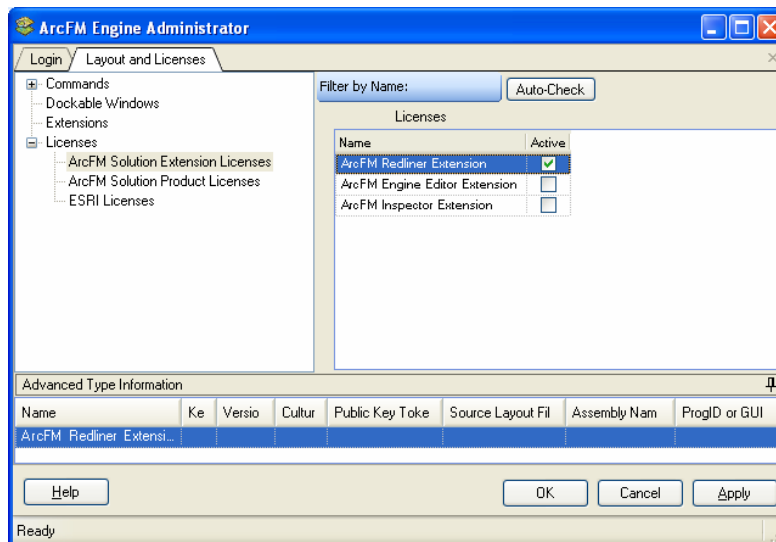 ArcFM Engine Administrator
Login Layout and Licenses
Commands
Dockable Windows
Extensions
Licenses
ArcFM Solution Extension Licenses
ArcFM Solution Product Licenses
ESRI Licenses
Filter by Name: Auto-Check
Licenses
Name Active
ArcFM Redliner Extension
ArcFM Engine Editor Extension
ArcFM Inspector Extension
Advanced Type Information
Name Ke Versio Cultur Public Key Toke Source Layout Fil Assembly Nam ProgID or GUI
ArcFM Redliner Extensi...
Help OK Cancel Apply
Ready